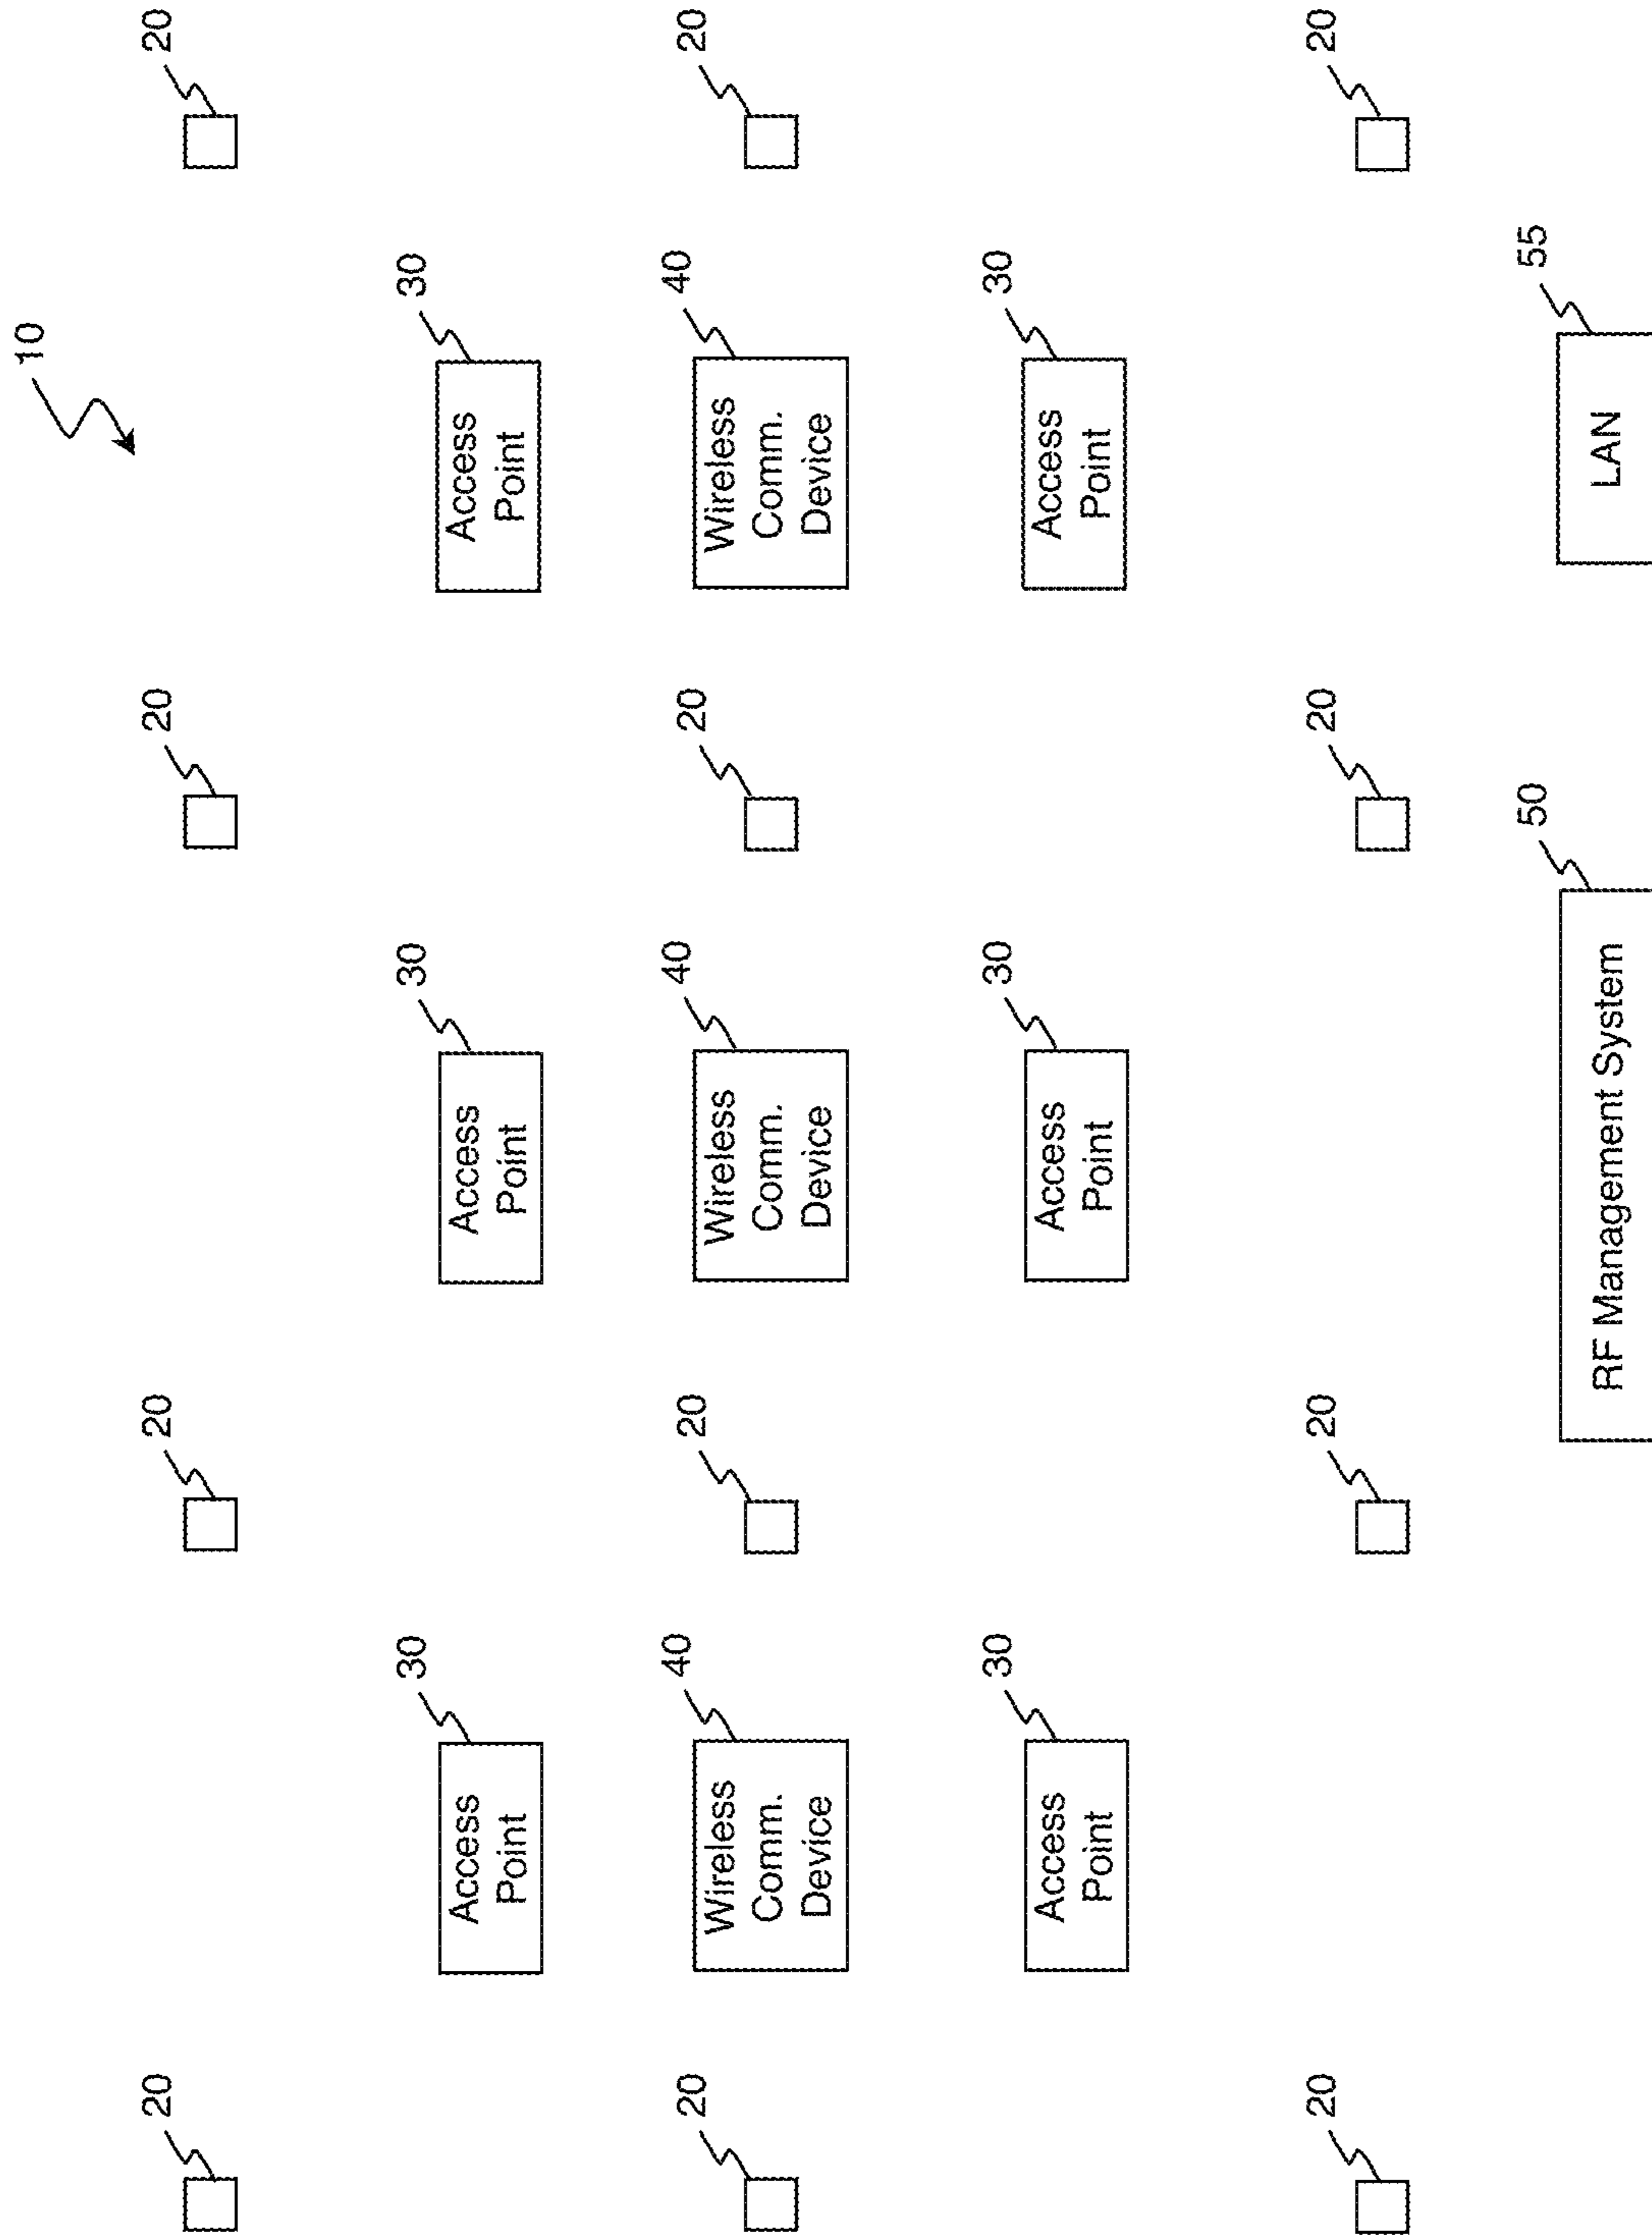 10
20
20
20
20
30
30
30
Access
Point
Access
Point
Access
Point
20
40
20
40
20
40
20
Wireless
Comm.
Device
Wireless
Comm.
Device
Wireless
Comm.
Device
30
30
30
Access
Point
Access
Point
Access
Point
20
20
20
20
50
55
RF Management System
LAN